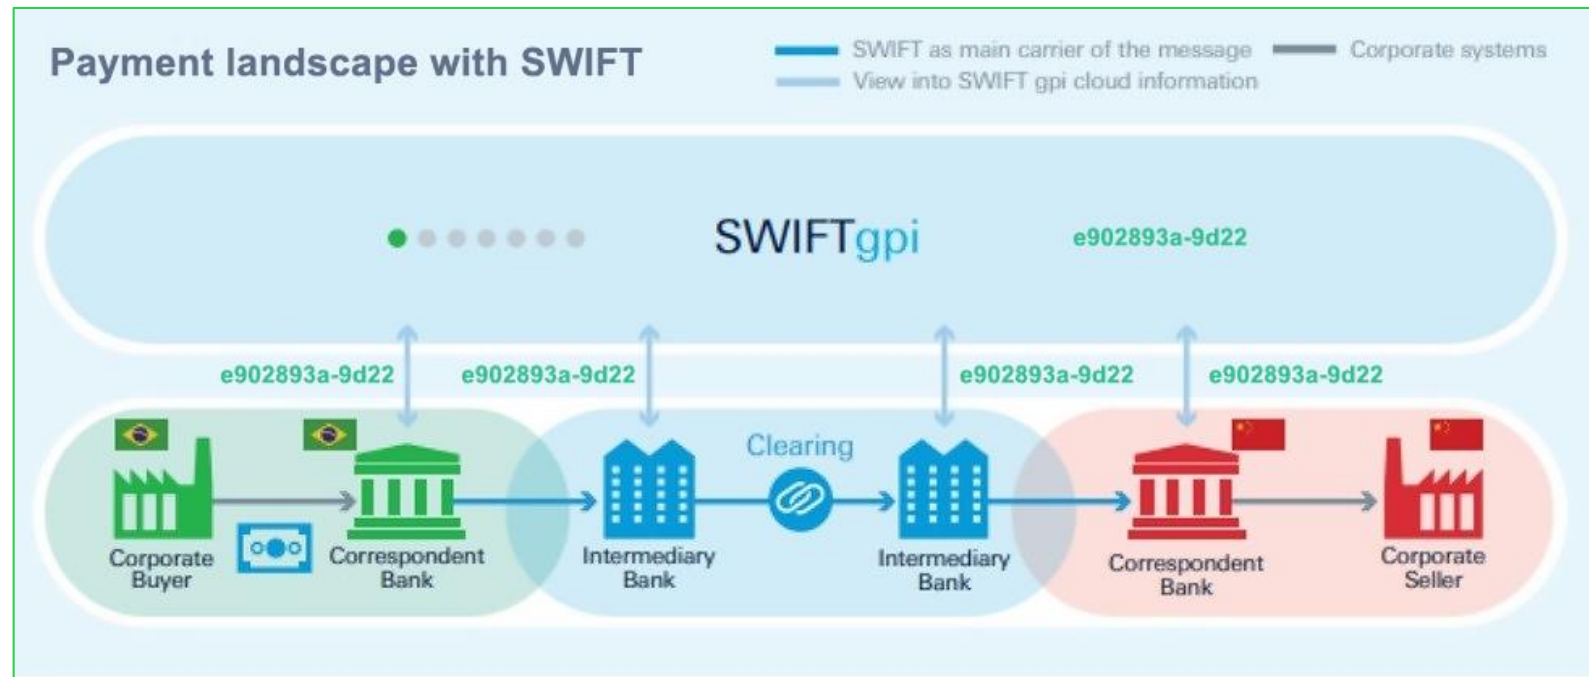 Payment landscape with SWIFT
SWIFT as main carrier of the message
Corporate systems
View into SWIFT gpi cloud information
SWIFTgpi
e902893a-9d22
e902893a-9d22
e902893a-9d22
e902893a-9d22
e902893a-9d22
Clearing
Corporate
Buyer
Correspondent
Bank
Intermediary
Bank
Intermediary
Bank
Correspondent
Bank
Corporate
Seller